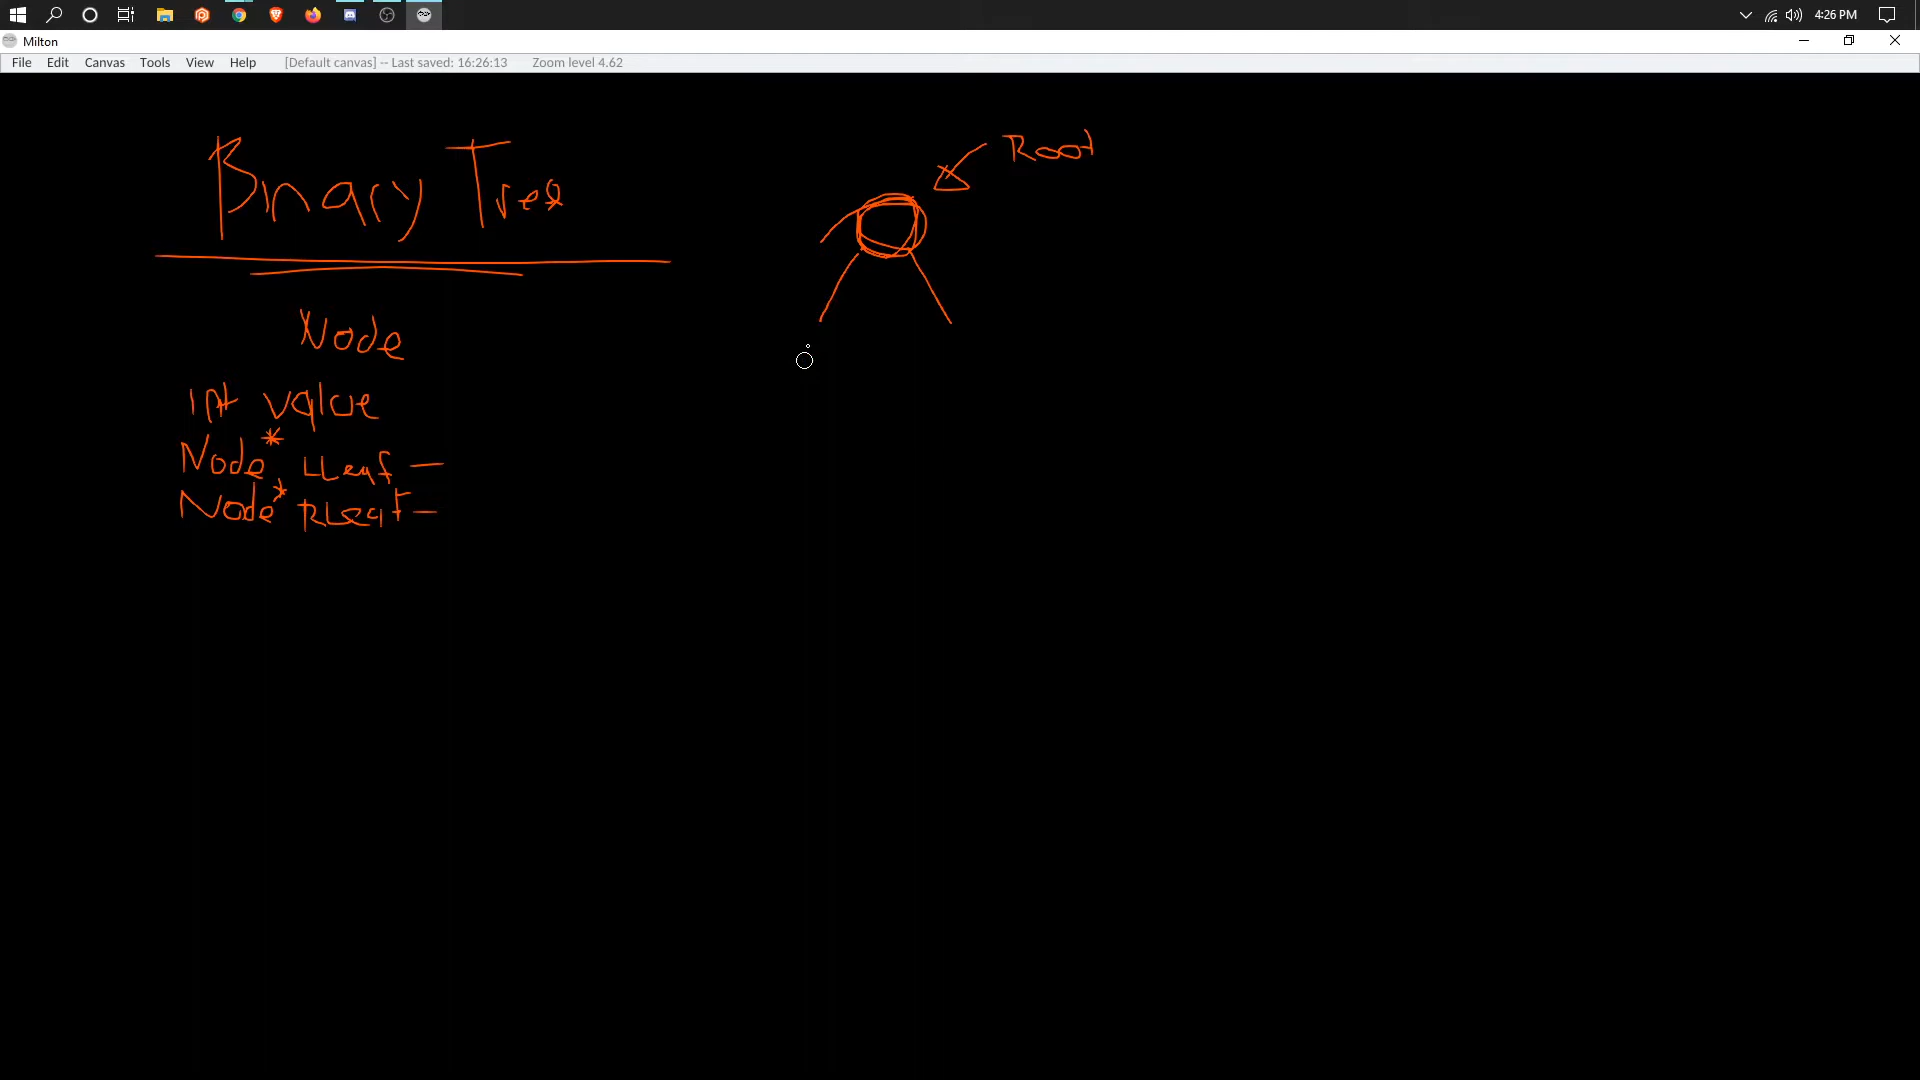 4:26 PM
Milton
File Edit Canvas Tools View Help [Default canvas] -- Last saved: 16:26:13 Zoom level 4.62
Binary Tree
Root
Node
int value
Node* LLeaf —
Node* RLeaf —